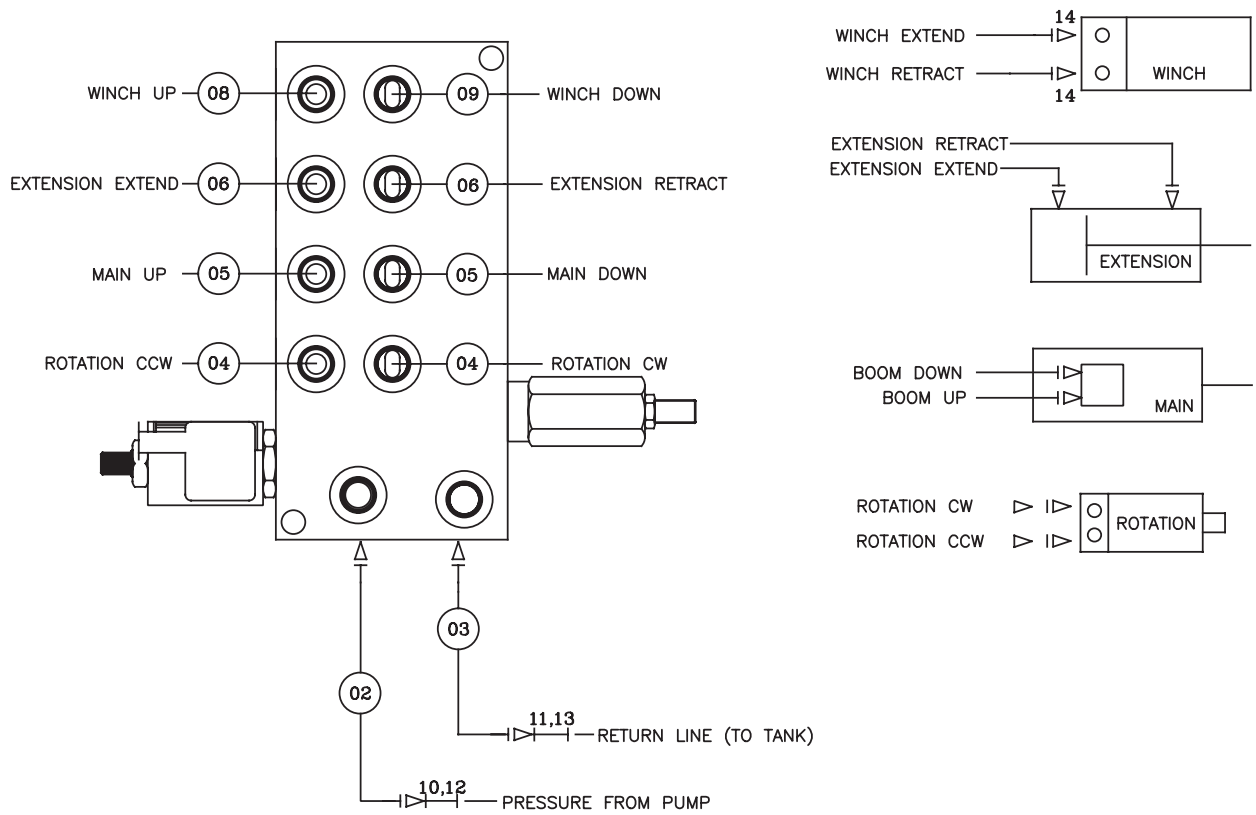 WINCH UP 08 09 WINCH DOWN
EXTENSION EXTEND 06 06 EXTENSION RETRACT
MAIN UP 05 05 MAIN DOWN
ROTATION CCW 04 04 ROTATION CW
03
02
11,13
RETURN LINE (TO TANK)
10,12
PRESSURE FROM PUMP
14
WINCH EXTEND
WINCH RETRACT
WINCH
14
EXTENSION RETRACT
EXTENSION EXTEND
EXTENSION
BOOM DOWN
BOOM UP
MAIN
ROTATION CW
ROTATION
ROTATION CCW